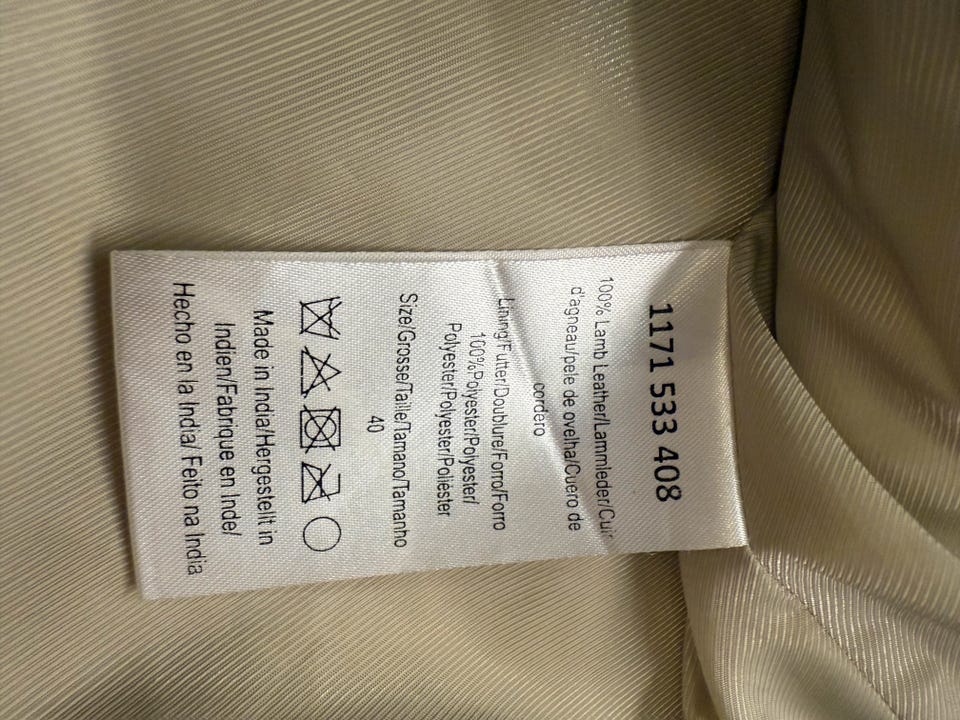 1171 533 408
100% Lamb Leather/Lammleder/Cuir
d'agneau/pele de ovelha/Cuero de
cordero
Lining/Futter/Doublure/Forro/Forro
100%Polyester/Polyester/
Polyester/Polyester/Poliéster
Size/Grosse/Taille/Tamano/Tamanho
40
Made in India/Hergestellt in
Indien/Fabrique en Inde/
Hecho en la India/ Feito na India